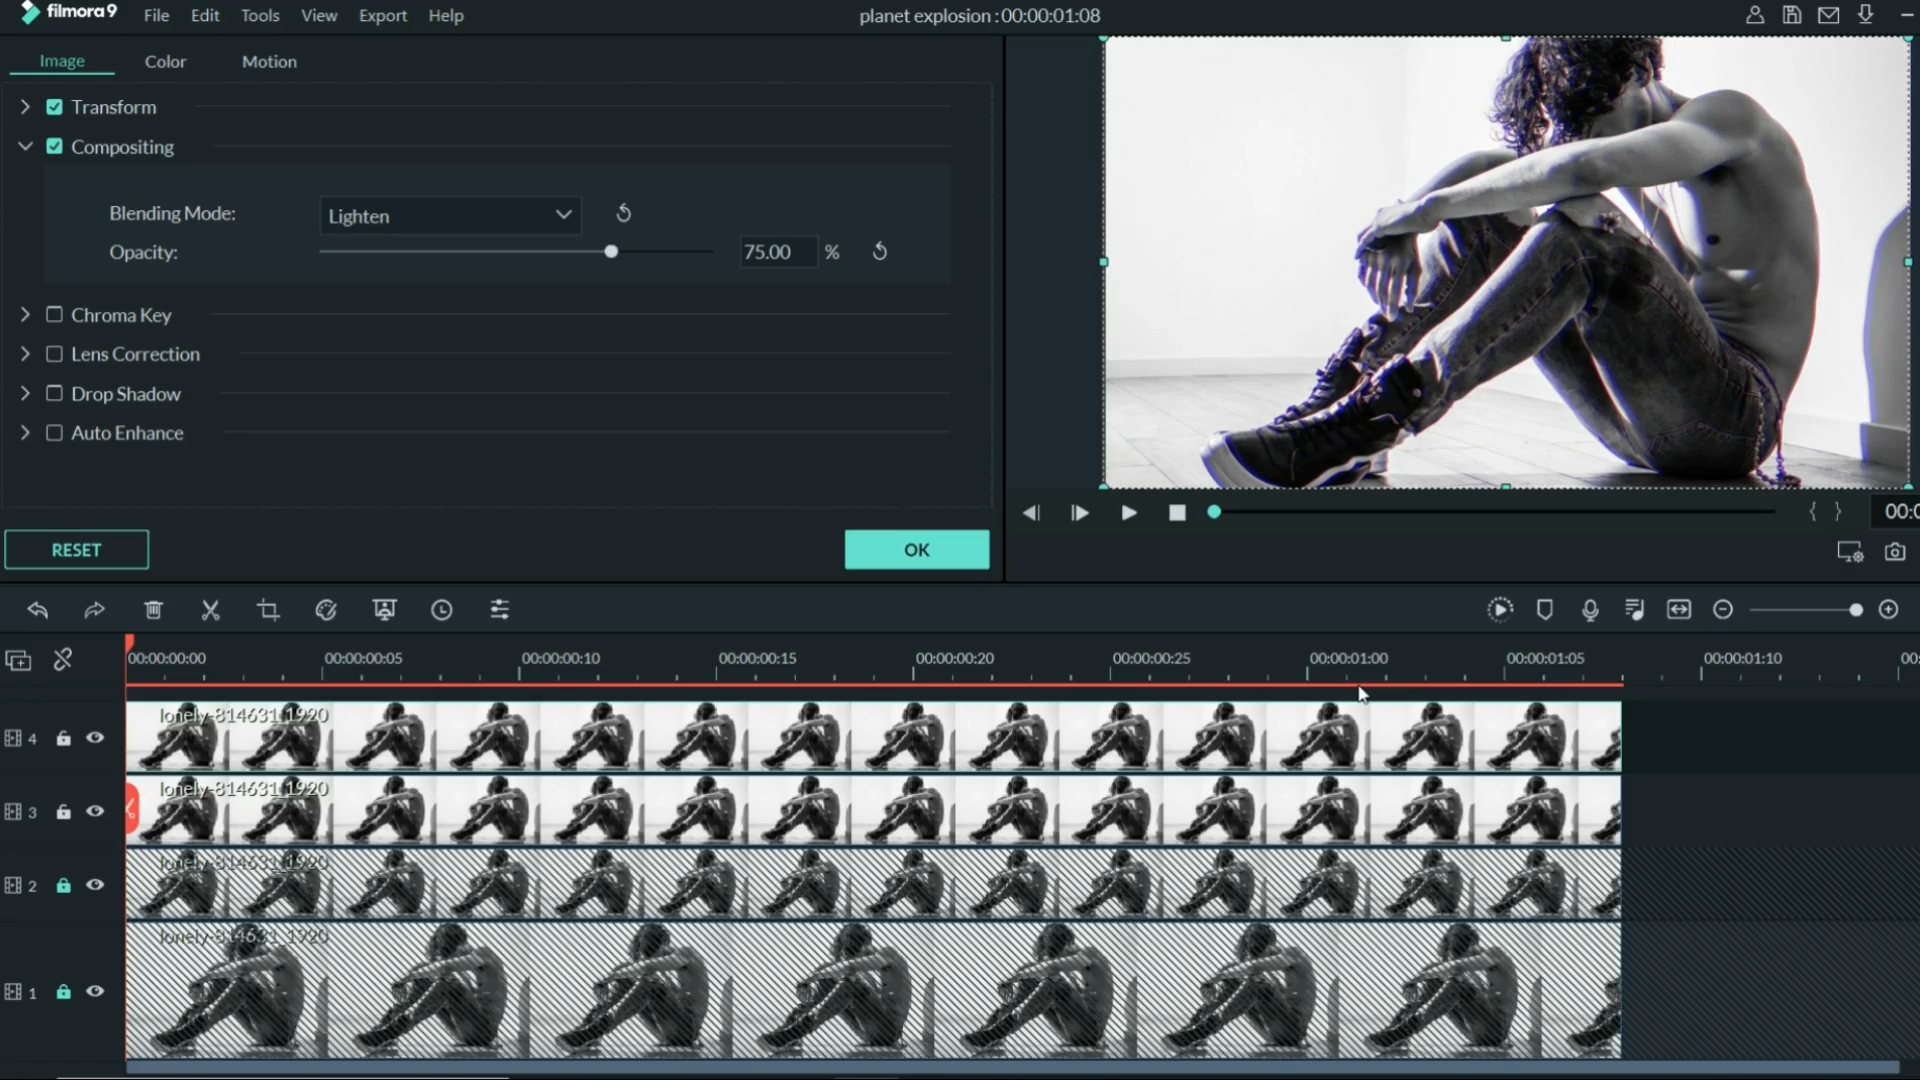 filmora9 File Edit Tools View Export Help planet explosion : 00:00:01:08
Image Color Motion
Transform
Compositing
Blending Mode: Lighten
Opacity: 75.00 %
Chroma Key
Lens Correction
Drop Shadow
Auto Enhance
RESET OK
00:00:00:00 00:00:00:05 00:00:00:10 00:00:00:15 00:00:00:20 00:00:00:25 00:00:01:00 00:00:01:05 00:00:01:10
4 lonely-814631_1920
3 lonely-814631_1920
2 lonely-814631_1920
1 lonely-814631_1920